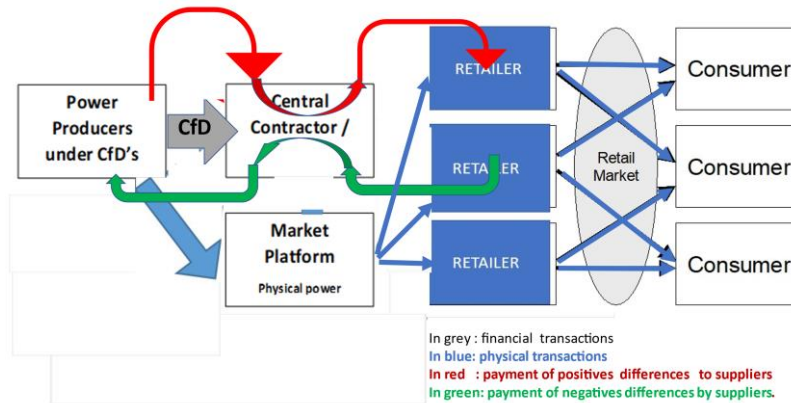 Power
Producers
under CfD's
CfD
Central
Contractor /
Market
Platform
Physical power
RETAILER
RETAILER
RETAILER
Retail
Market
Consumer
Consumer
Consumer
In grey : financial transactions
In blue: physical transactions
In red : payment of positives differences to suppliers
In green: payment of negatives differences by suppliers.